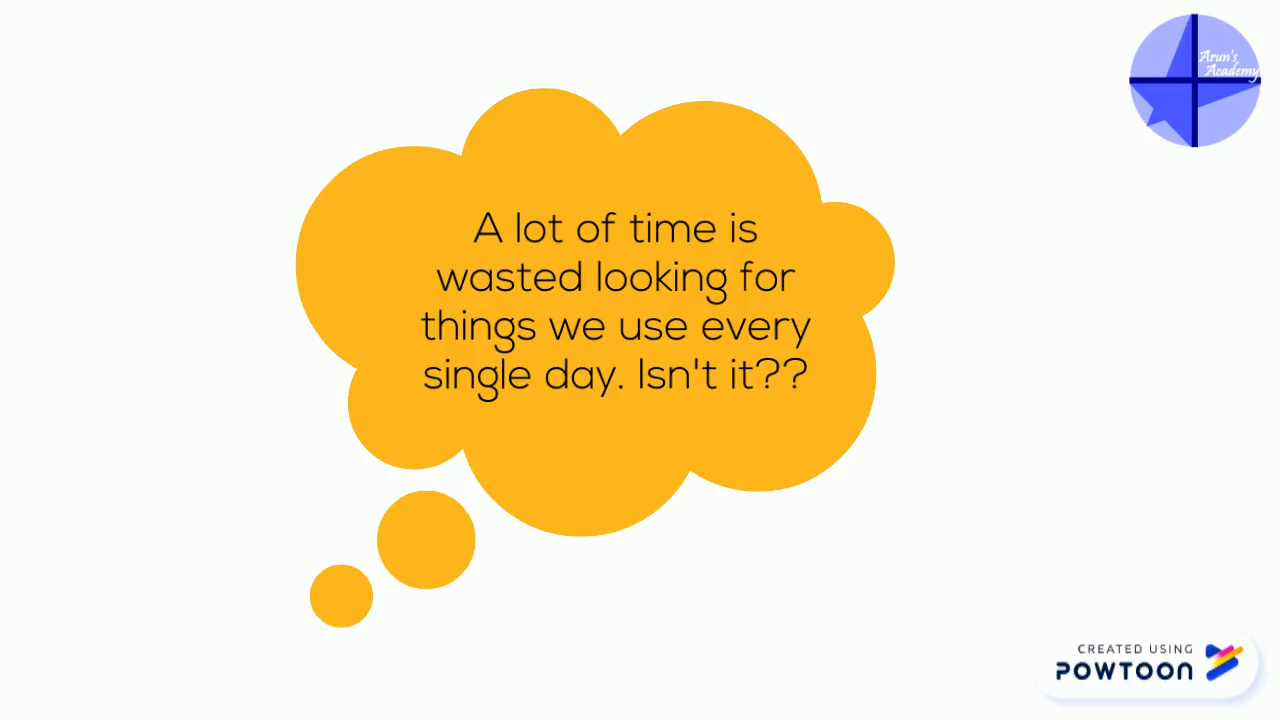 Arun's
Academy
A lot of time is
wasted looking for
things we use every
single day. Isn't it??
CREATED USING
POWTOON